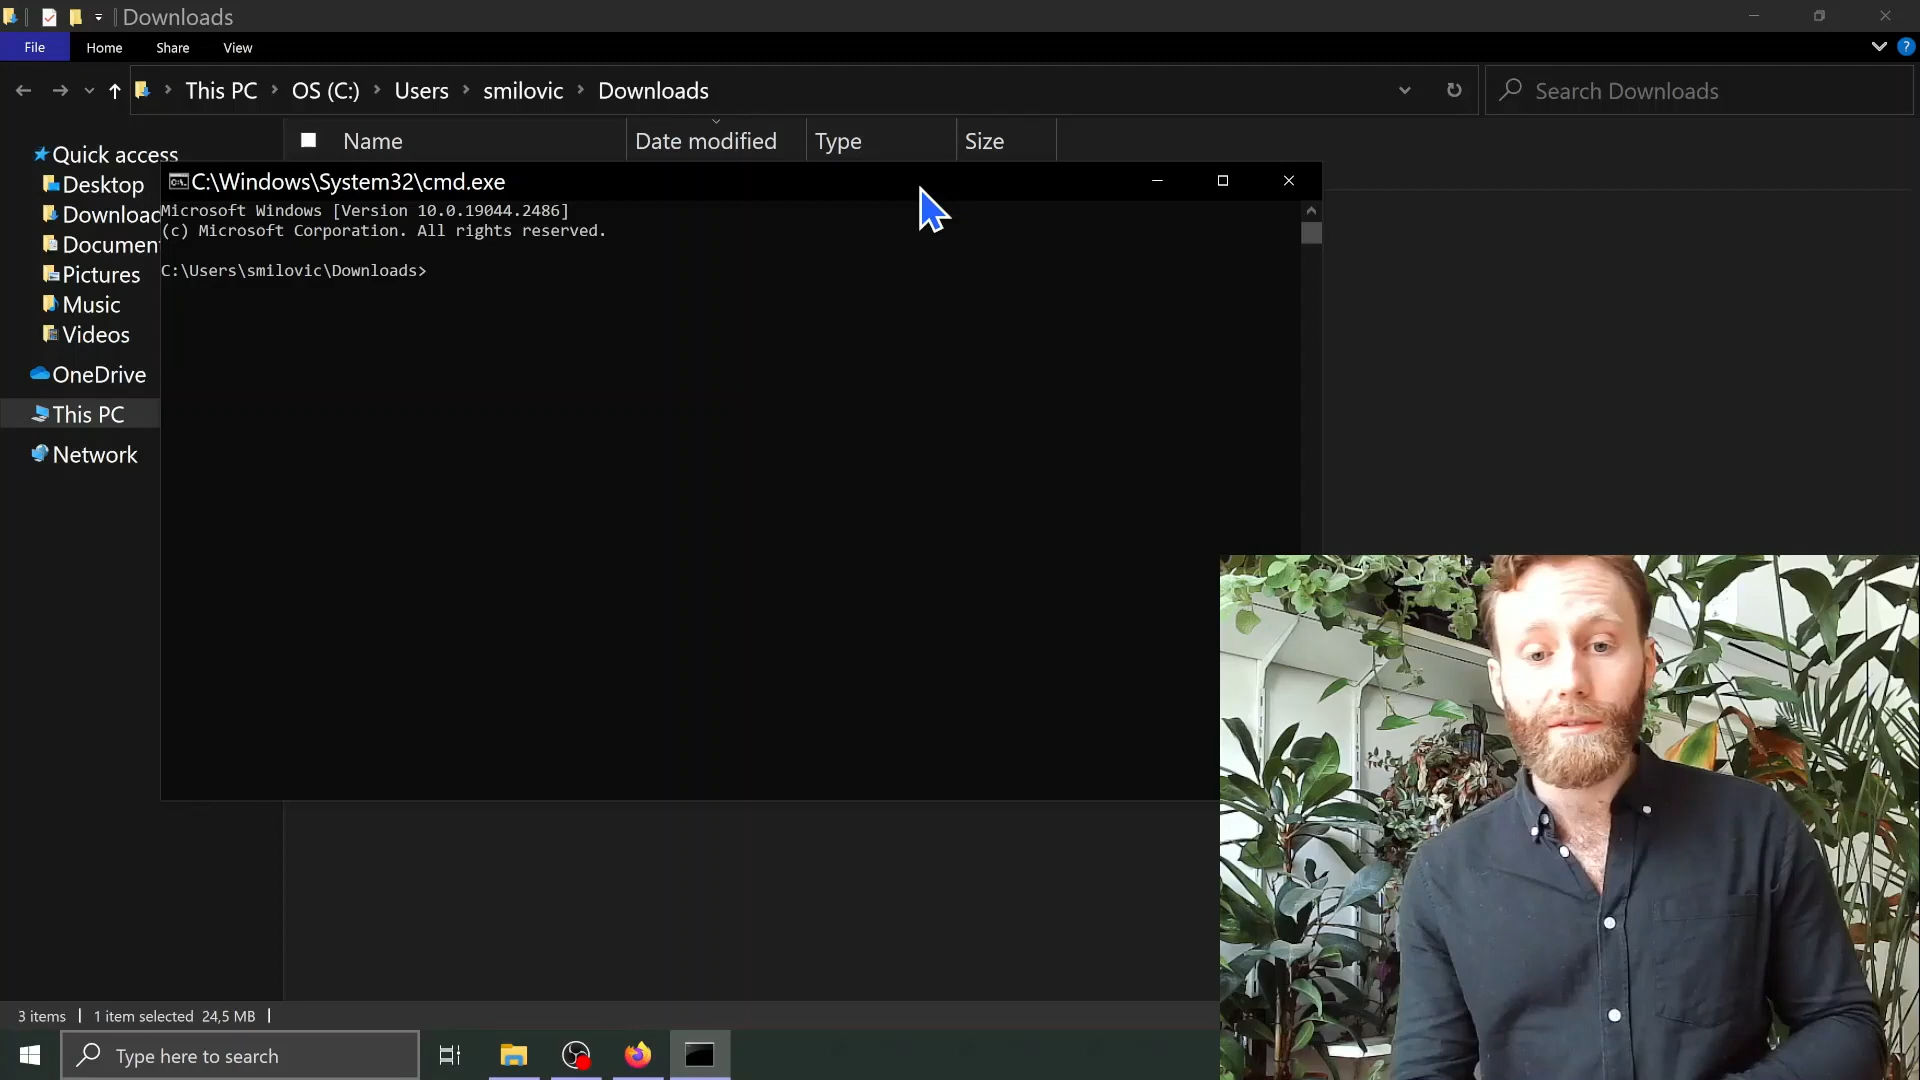 Downloads
File Home Share View
This PC OS (C:) Users smilovic Downloads
Search Downloads
Name Date modified Type Size
Quick access
Desktop
Downloac
Documen
Pictures
Music
Videos
OneDrive
This PC
Network
C:\Windows\System32\cmd.exe
Microsoft Windows [Version 10.0.19044.2486]
(c) Microsoft Corporation. All rights reserved.
C:\Users\smilovic\Downloads>
3 items 1 item selected 24,5 MB
Type here to search